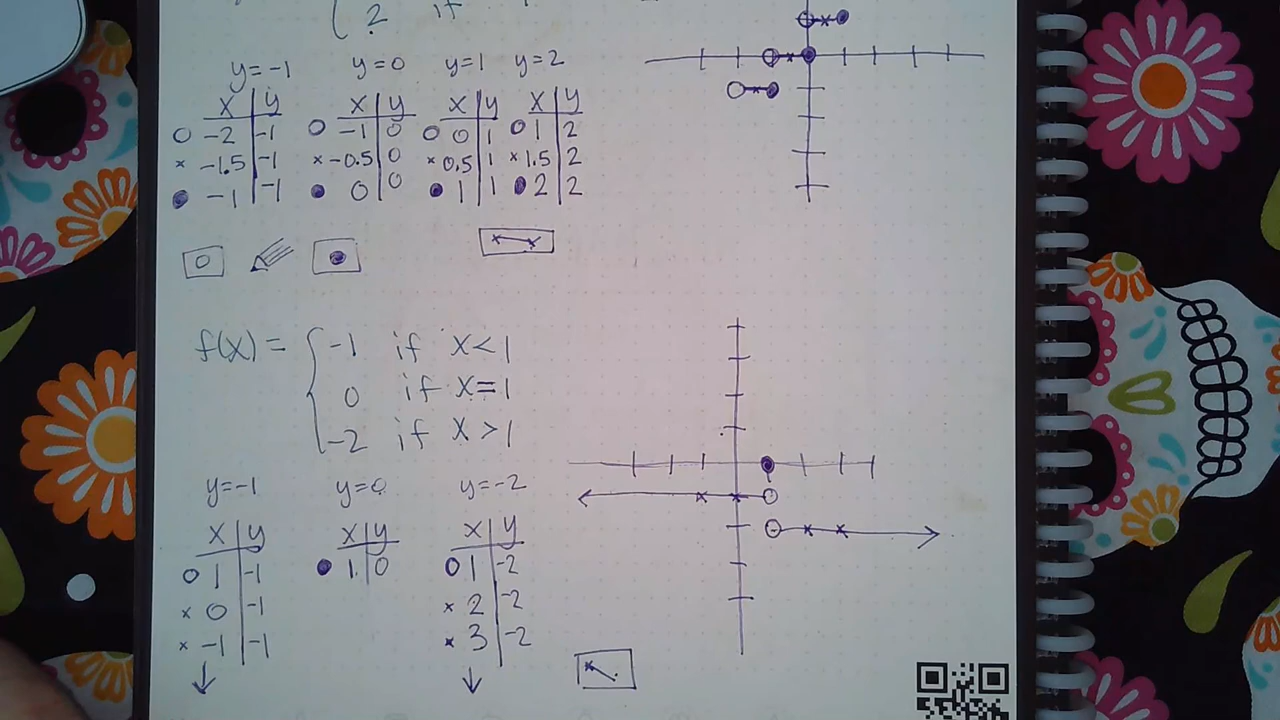 2 if
y=-1 y=0 y=1 y=2
x y x y x y x y
-2 -1 -1 0 0 1 1 2
-1.5 -1 -0.5 0 0.5 1 1.5 2
-1 -1 0 0 1 1 2 2
f(x) = { -1 if x<1
0 if x=1
-2 if x>1
y=-1 y=0 y=-2
x y x y x y
1 -1 1 0 1 -2
0 -1 2 -2
-1 -1 3 -2